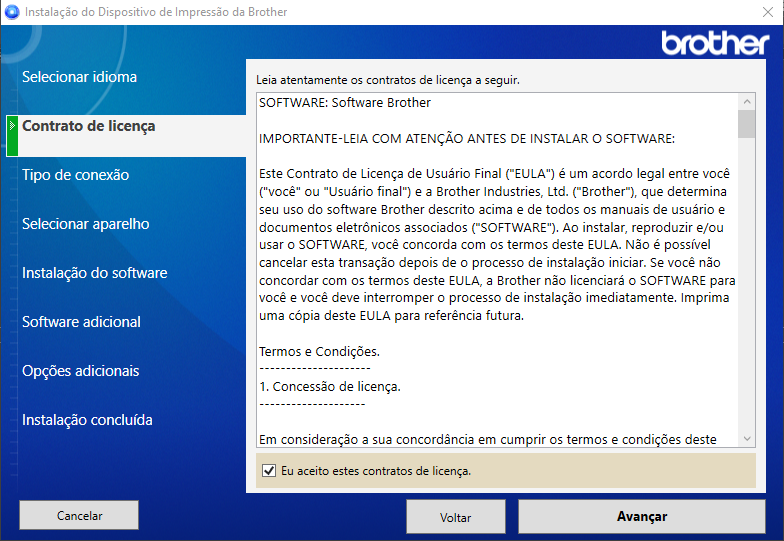 Instalação do Dispositivo de Impressão da Brother
brother
Selecionar idioma
Contrato de licença
Tipo de conexão
Selecionar aparelho
Instalação do software
Software adicional
Opções adicionais
Instalação concluída
Leia atentamente os contratos de licença a seguir.
SOFTWARE: Software Brother
IMPORTANTE-LEIA COM ATENÇÃO ANTES DE INSTALAR O SOFTWARE:
Este Contrato de Licença de Usuário Final ("EULA") é um acordo legal entre você
("você" ou "Usuário final") e a Brother Industries, Ltd. ("Brother"), que determina
seu uso do software Brother descrito acima e de todos os manuais de usuário e
documentos eletrônicos associados ("SOFTWARE"). Ao instalar, reproduzir e/ou
usar o SOFTWARE, você concorda com os termos deste EULA. Não é possível
cancelar esta transação depois de o processo de instalação iniciar. Se você não
concordar com os termos deste EULA, a Brother não licenciará o SOFTWARE para
você e você deve interromper o processo de instalação imediatamente. Imprima
uma cópia deste EULA para referência futura.
Termos e Condições.
---------------------
1. Concessão de licença.
--------------------
Em consideração a sua concordância em cumprir os termos e condições deste
Eu aceito estes contratos de licença.
Cancelar
Voltar
Avançar